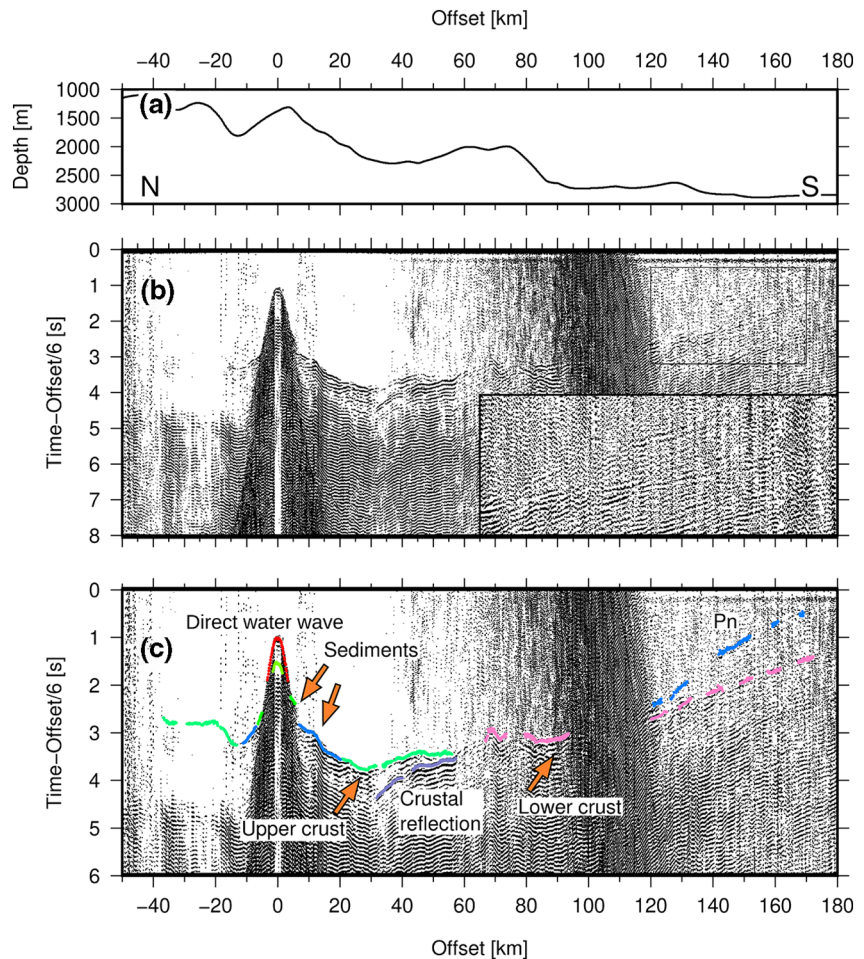 Offset [km]
−40 −20 0 20 40 60 80 100 120 140 160 180
1000
1500
2000
2500
3000
Depth [m]
(a)
N
S
0
1
2
3
4
5
6
7
8
Time−Offset/6 [s]
(b)
0
1
2
3
4
5
6
Time−Offset/6 [s]
(c)
Direct water wave
Sediments
Pn
Upper crust
Crustal
reflection
Lower crust
−40 −20 0 20 40 60 80 100 120 140 160 180
Offset [km]